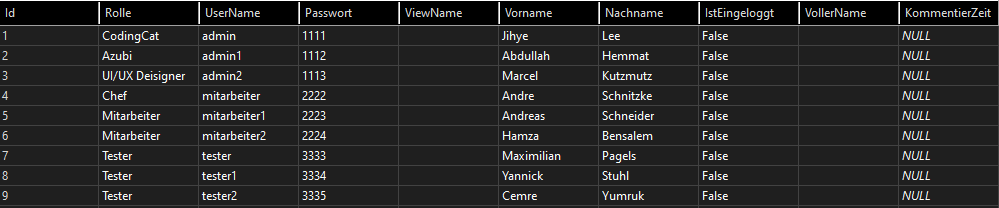 Id Rolle UserName Passwort ViewName Vorname Nachname IstEingeloggt VollerName KommentierZeit
1 CodingCat admin 1111 Jihye Lee False NULL
2 Azubi admin1 1112 Abdullah Hemmat False NULL
3 UI/UX Deisigner admin2 1113 Marcel Kutzmutz False NULL
4 Chef mitarbeiter 2222 Andre Schnitzke False NULL
5 Mitarbeiter mitarbeiter1 2223 Andreas Schneider False NULL
6 Mitarbeiter mitarbeiter2 2224 Hamza Bensalem False NULL
7 Tester tester 3333 Maximilian Pagels False NULL
8 Tester tester1 3334 Yannick Stuhl False NULL
9 Tester tester2 3335 Cemre Yumruk False NULL